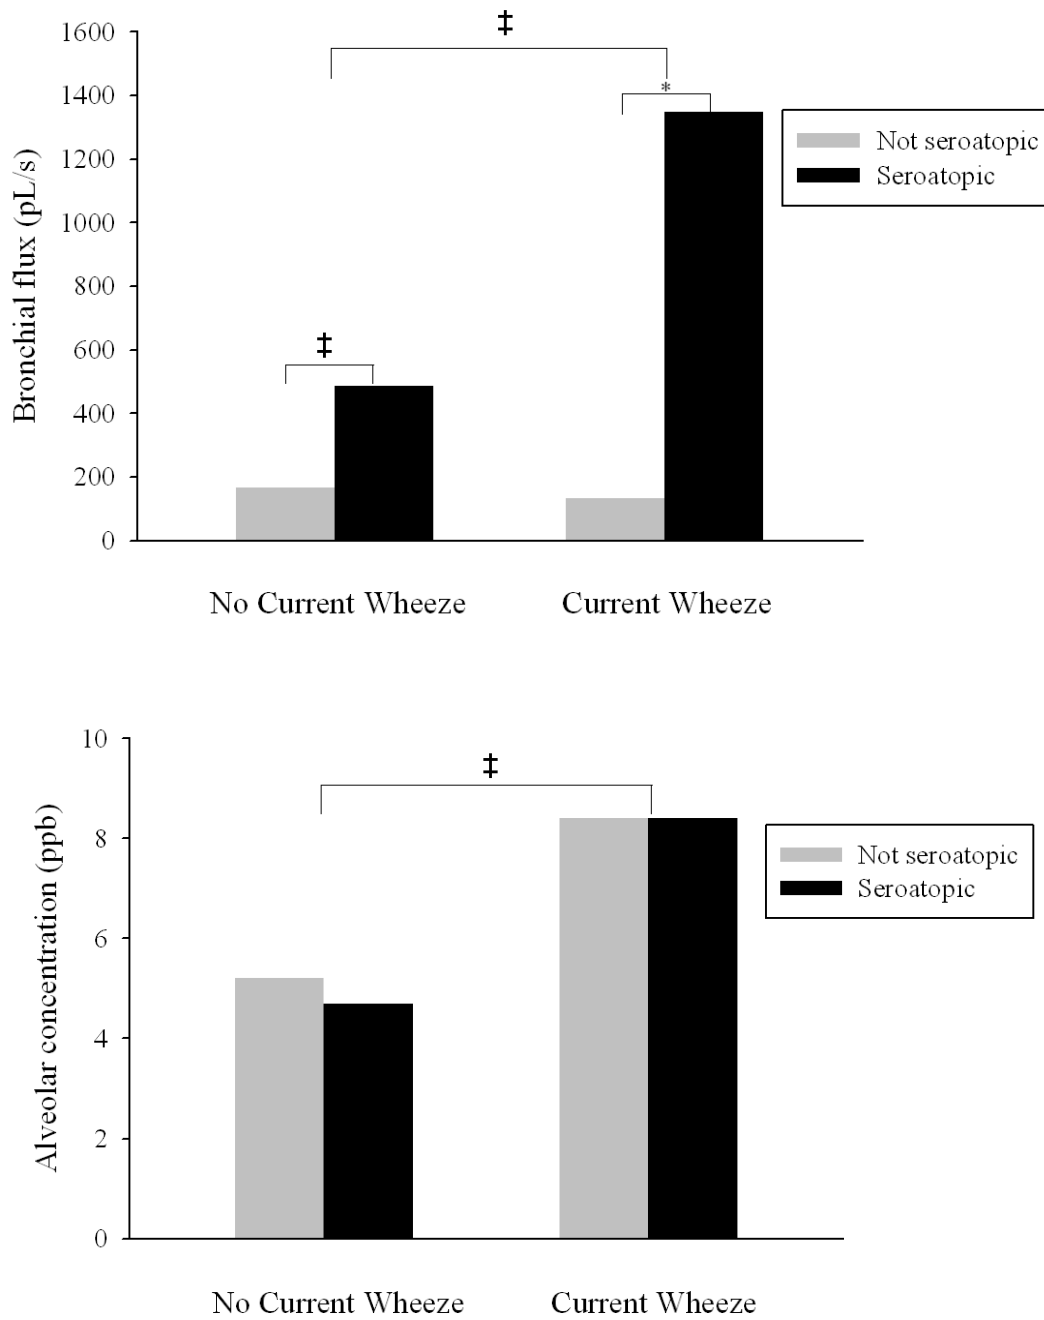 ‡
1600
1400
1200
1000
800
600
400
200
0
Bronchial flux (pL/s)
*
‡
Not seroatopic
Seroatopic
No Current Wheeze
Current Wheeze
10
8
6
4
2
0
Alveolar concentration (ppb)
‡
Not seroatopic
Seroatopic
No Current Wheeze
Current Wheeze